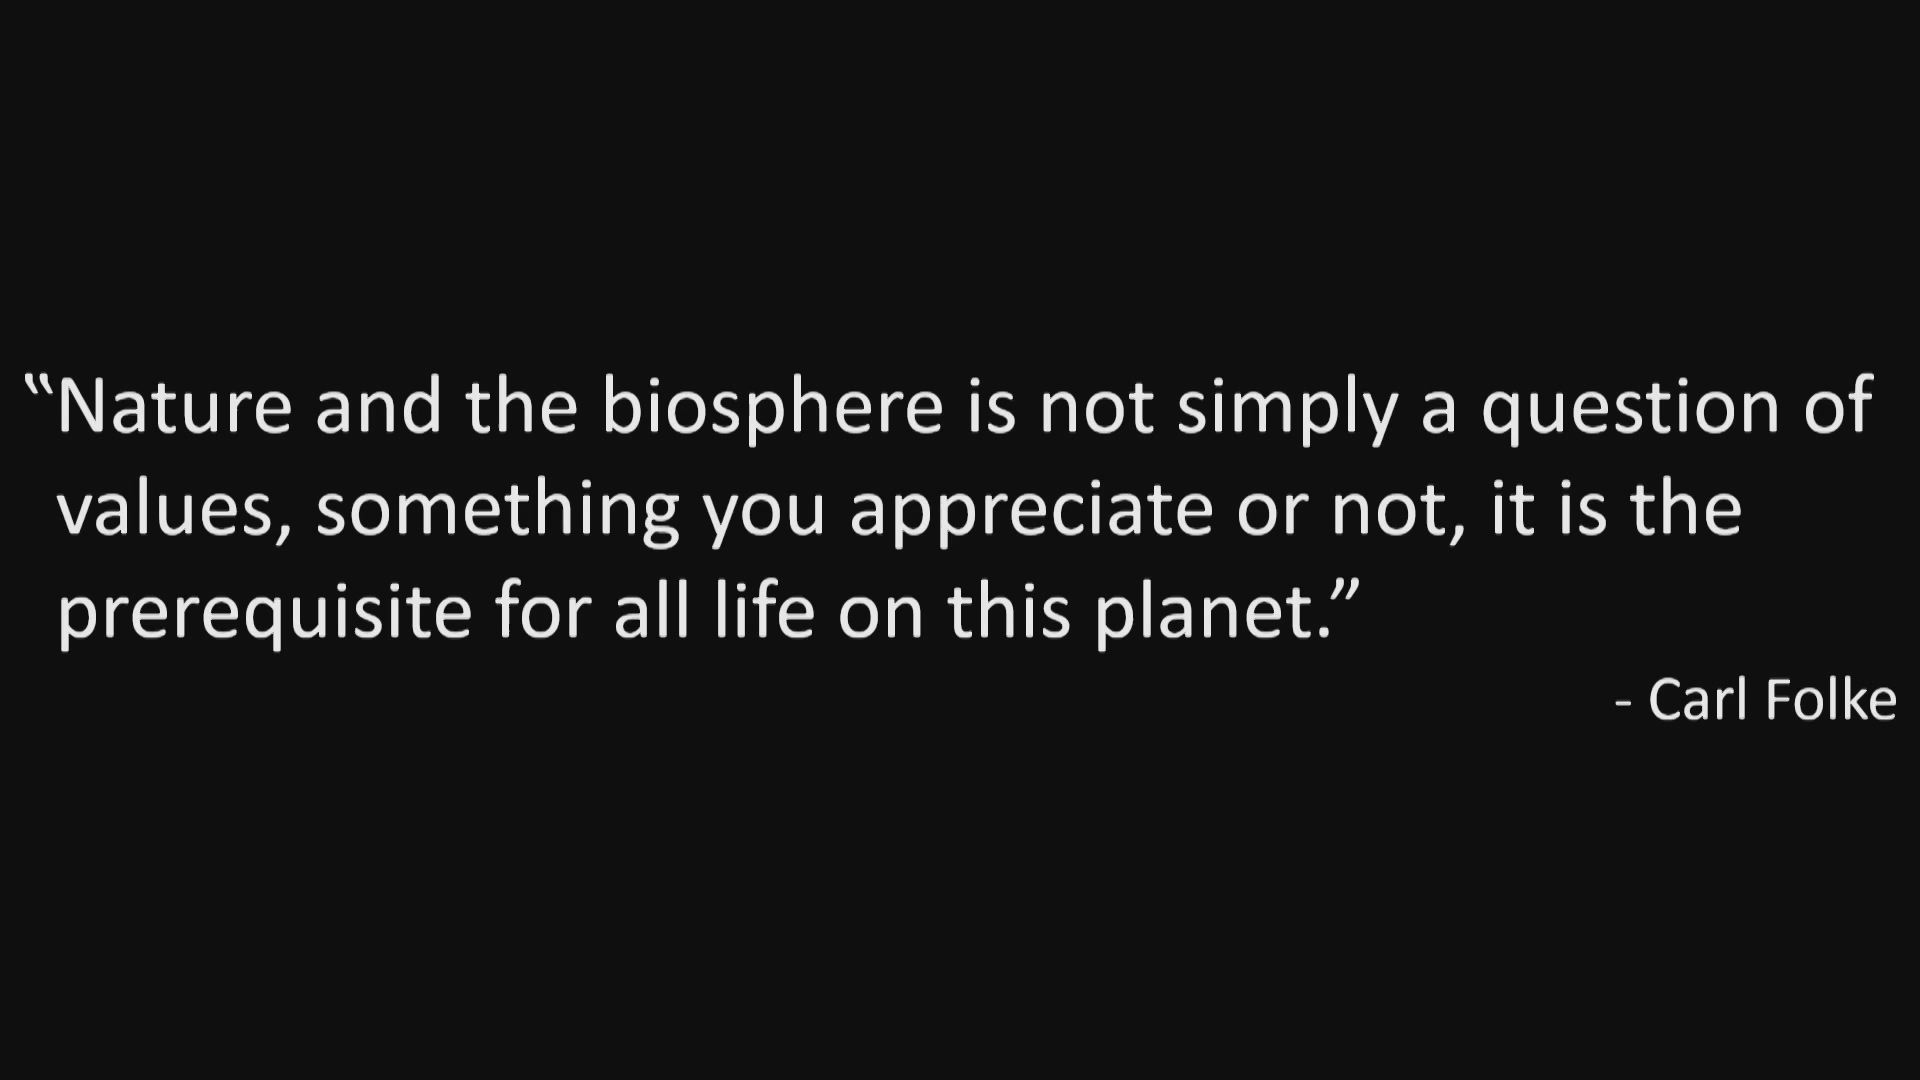 “Nature and the biosphere is not simply a question of
values, something you appreciate or not, it is the
prerequisite for all life on this planet.”
- Carl Folke